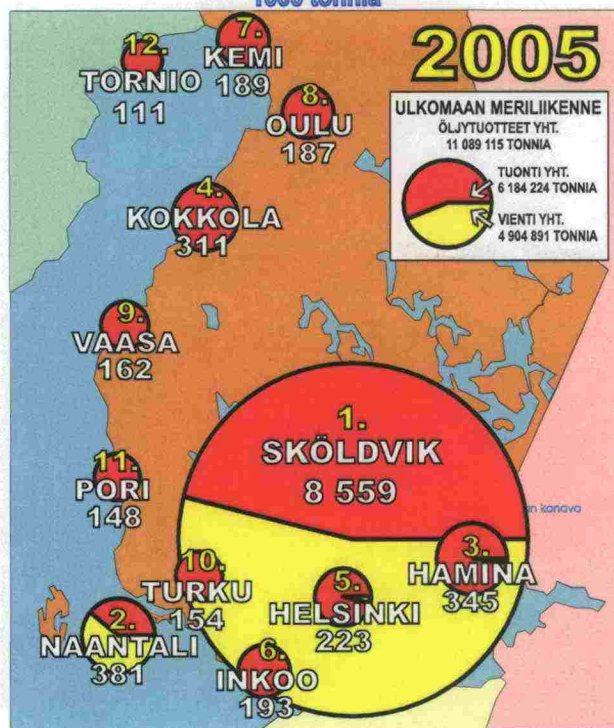 1000 tonnia
2005
ULKOMAAN MERILIIKENNE
ÖLJYTUOTTEET YHT.
11 089 115 TONNIA
TUONTI YHT.
6 184 224 TONNIA
VIENTI YHT.
4 904 891 TONNIA
7.
KEMI
189
12.
TORNIO
111
8.
OULU
187
4.
KOKKOLA
311
9.
VAASA
162
1.
SKÖLDVIK
8 559
11.
PORI
148
n kanava
3.
HAMINA
345
10.
TURKU
154
5.
HELSINKI
223
2.
NAANTALI
381
6.
INKOO
193